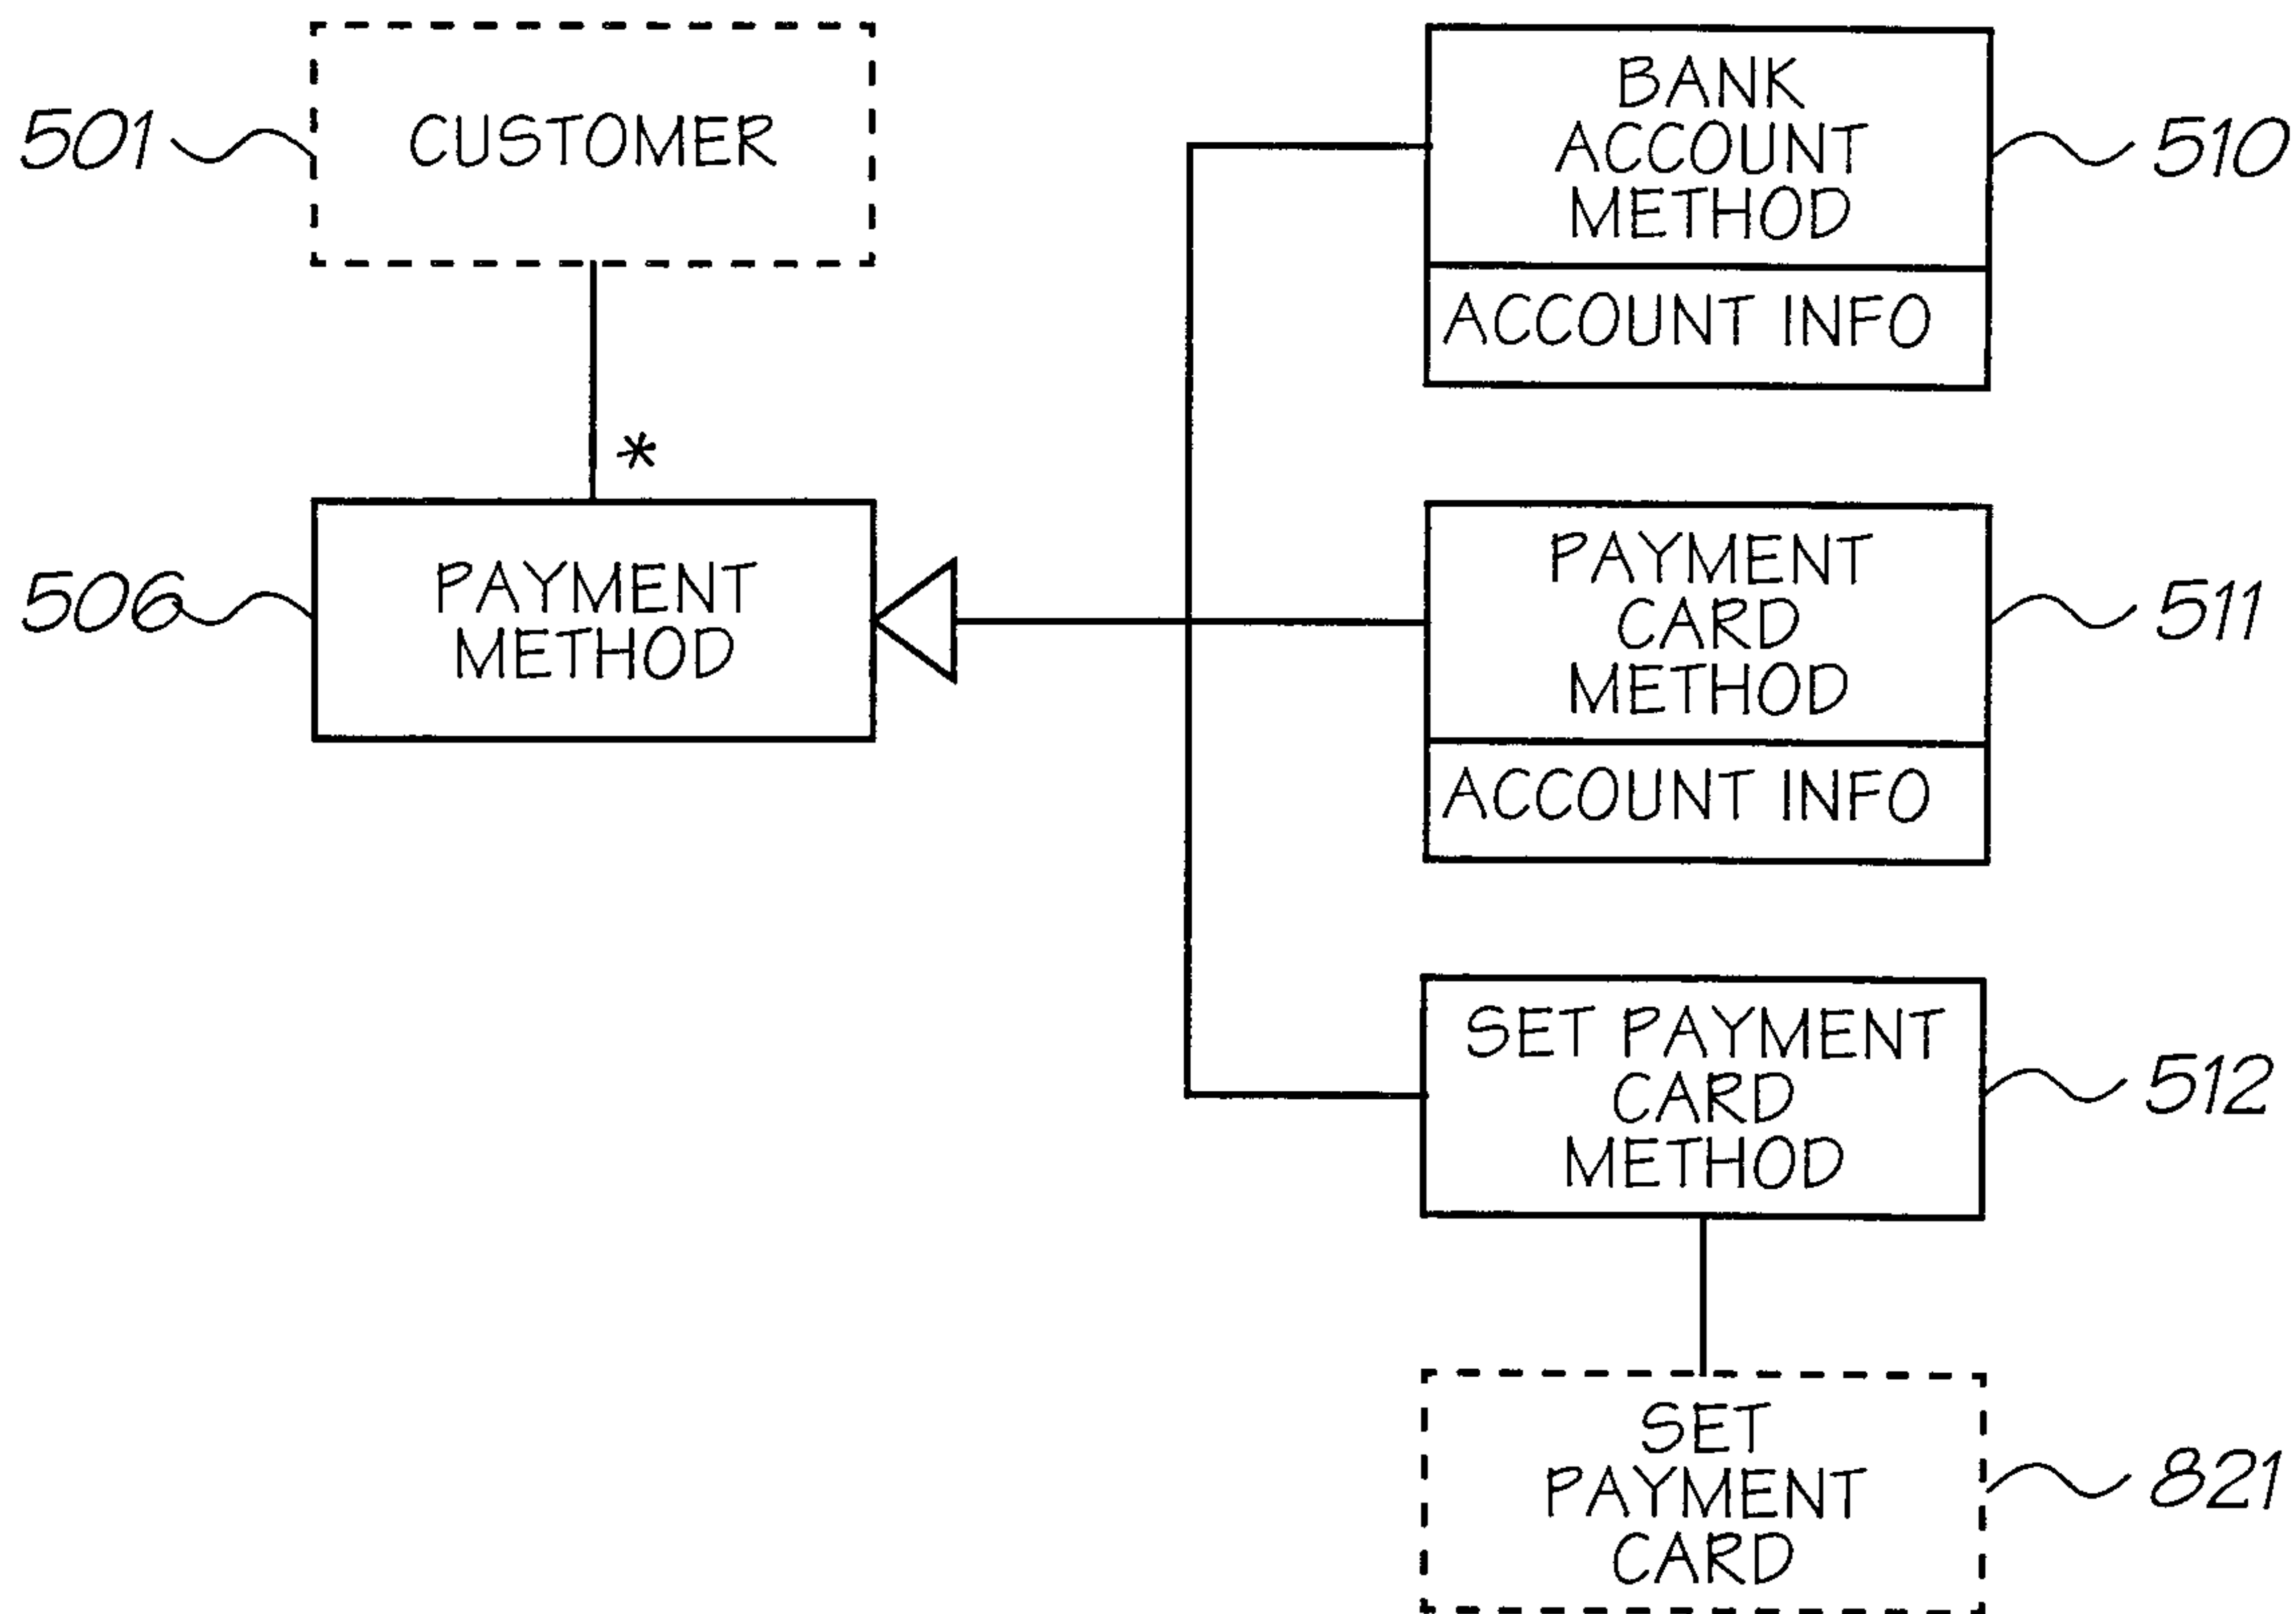 501
CUSTOMER
*
506
PAYMENT
METHOD
BANK
ACCOUNT
METHOD
ACCOUNT INFO
510
PAYMENT
CARD
METHOD
ACCOUNT INFO
511
SET PAYMENT
CARD
METHOD
512
SET
PAYMENT
CARD
821